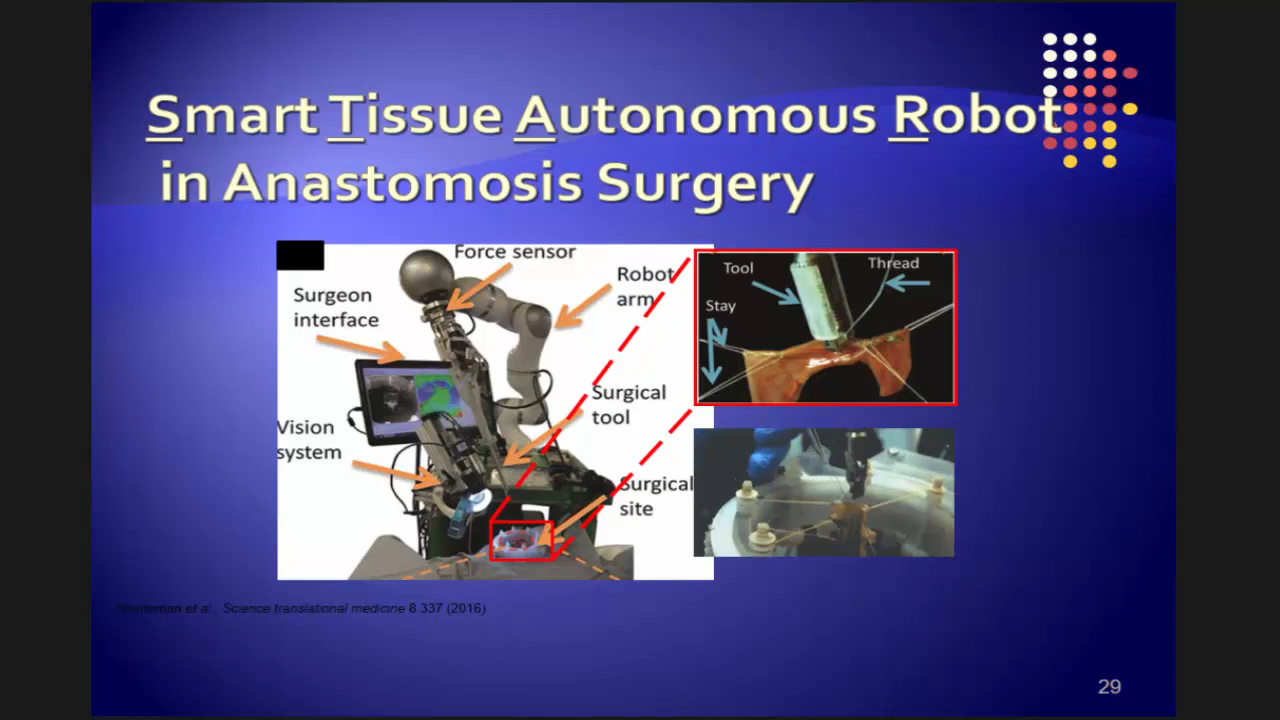 Smart Tissue Autonomous Robot
in Anastomosis Surgery
Force sensor
Surgeon
interface
Robot
arm
Surgical
tool
Vision
system
Surgical
site
Tool
Thread
Stay
et al., Science translational medicine 8.337 (2016)
29